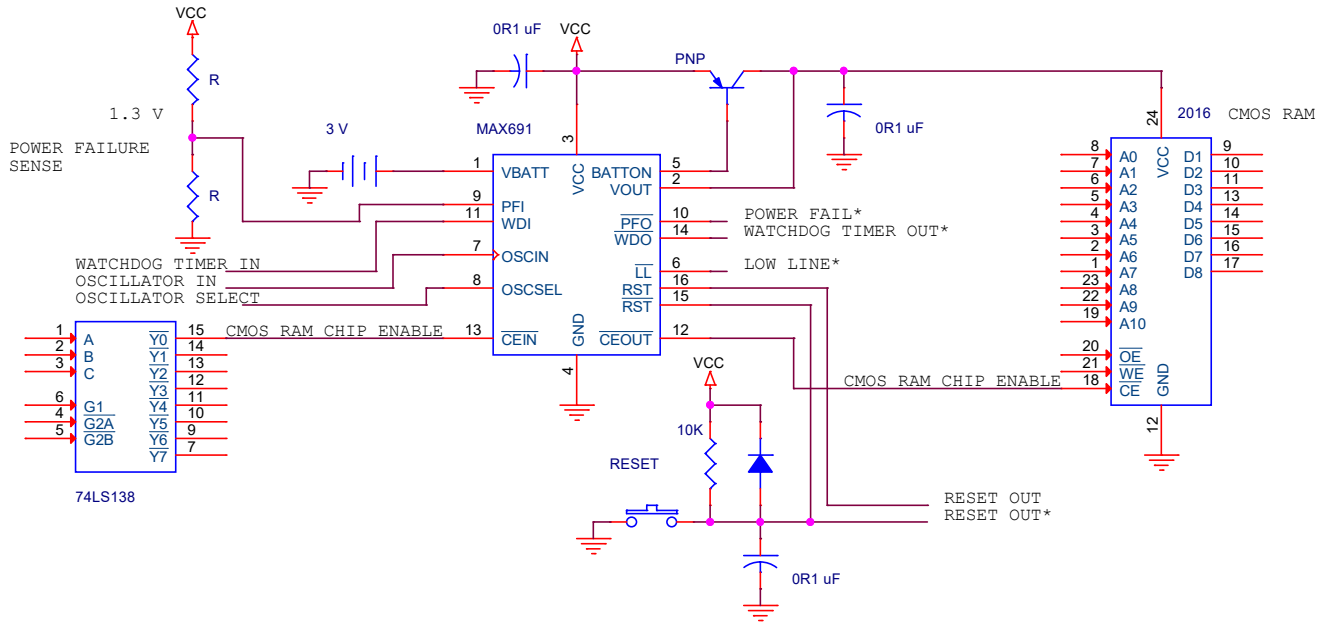 VCC
R
1.3 V
POWER FAILURE
SENSE
R
0R1 uF
VCC
PNP
0R1 uF
3 V
MAX691
1 VBATT
9 PFI
11 WDI
7 OSCIN
8 OSCSEL
13 CEIN
3 VCC
GND 4
5 BATTON
2 VOUT
10 PFO
14 WDO
6 LL
16 RST
15 RST
12 CEOUT
POWER FAIL*
WATCHDOG TIMER OUT*
LOW LINE*
WATCHDOG TIMER IN
OSCILLATOR IN
OSCILLATOR SELECT
CMOS RAM CHIP ENABLE
1 A
2 B
3 C
6 G1
4 G2A
5 G2B
Y0 15
Y1 14
Y2 13
Y3 12
Y4 11
Y5 10
Y6 9
Y7 7
74LS138
2016 CMOS RAM
24 VCC
8 A0
7 A1
6 A2
5 A3
4 A4
3 A5
2 A6
1 A7
23 A8
22 A9
19 A10
20 OE
21 WE
18 CE
D1 9
D2 10
D3 11
D4 13
D5 14
D6 15
D7 16
D8 17
GND 12
CMOS RAM CHIP ENABLE
VCC
10K
RESET
0R1 uF
RESET OUT
RESET OUT*